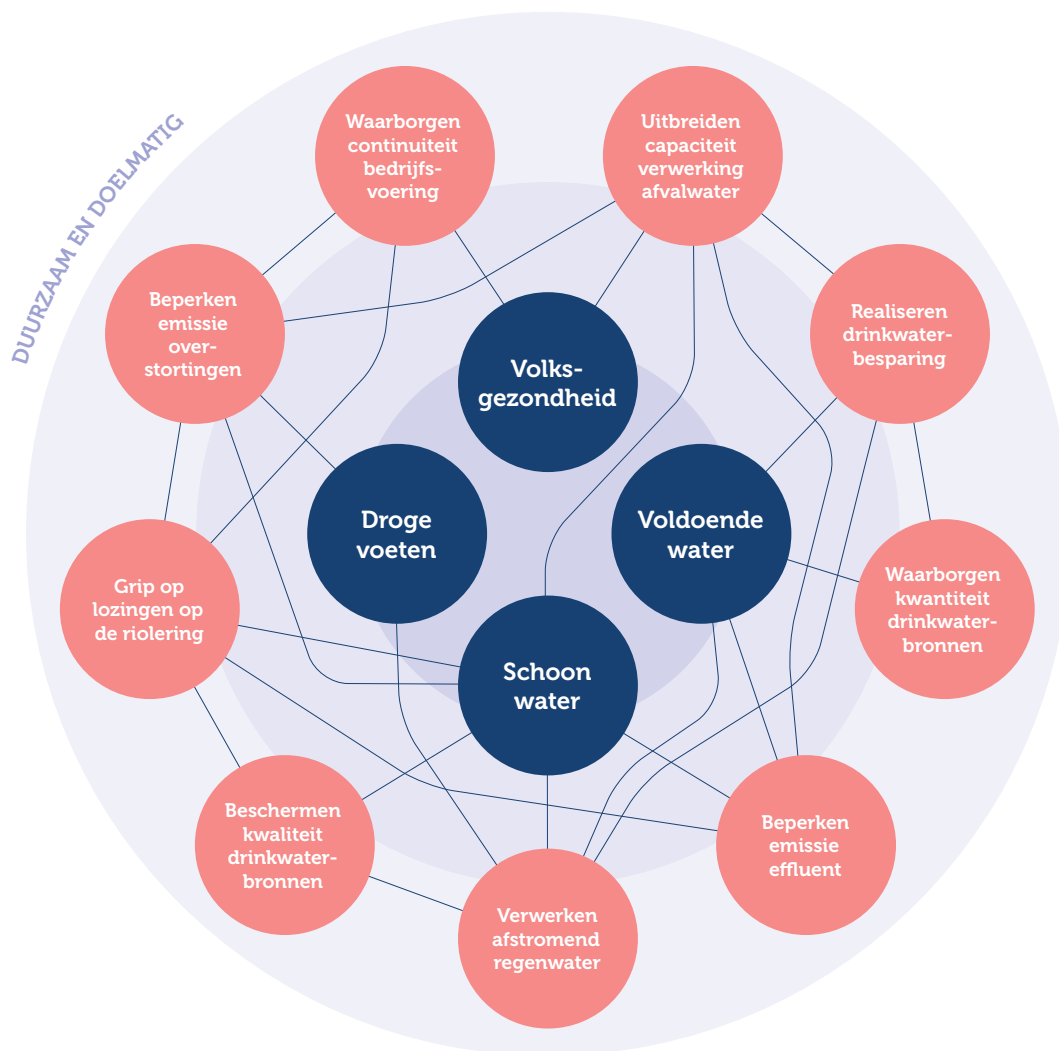 DUURZAAM EN DOELMATIG
Waarborgen
continuiteit
bedrijfs-
voering
Uitbreiden
capaciteit
verwerking
afvalwater
Beperken
emissie
over-
stortingen
Realiseren
drinkwater-
besparing
Volks-
gezondheid
Droge
voeten
Voldoende
water
Schoon
water
Grip op
lozingen op
de riolering
Waarborgen
kwantiteit
drinkwater-
bronnen
Beschermen
kwaliteit
drinkwater-
bronnen
Beperken
emissie
effluent
Verwerken
afstromend
regenwater